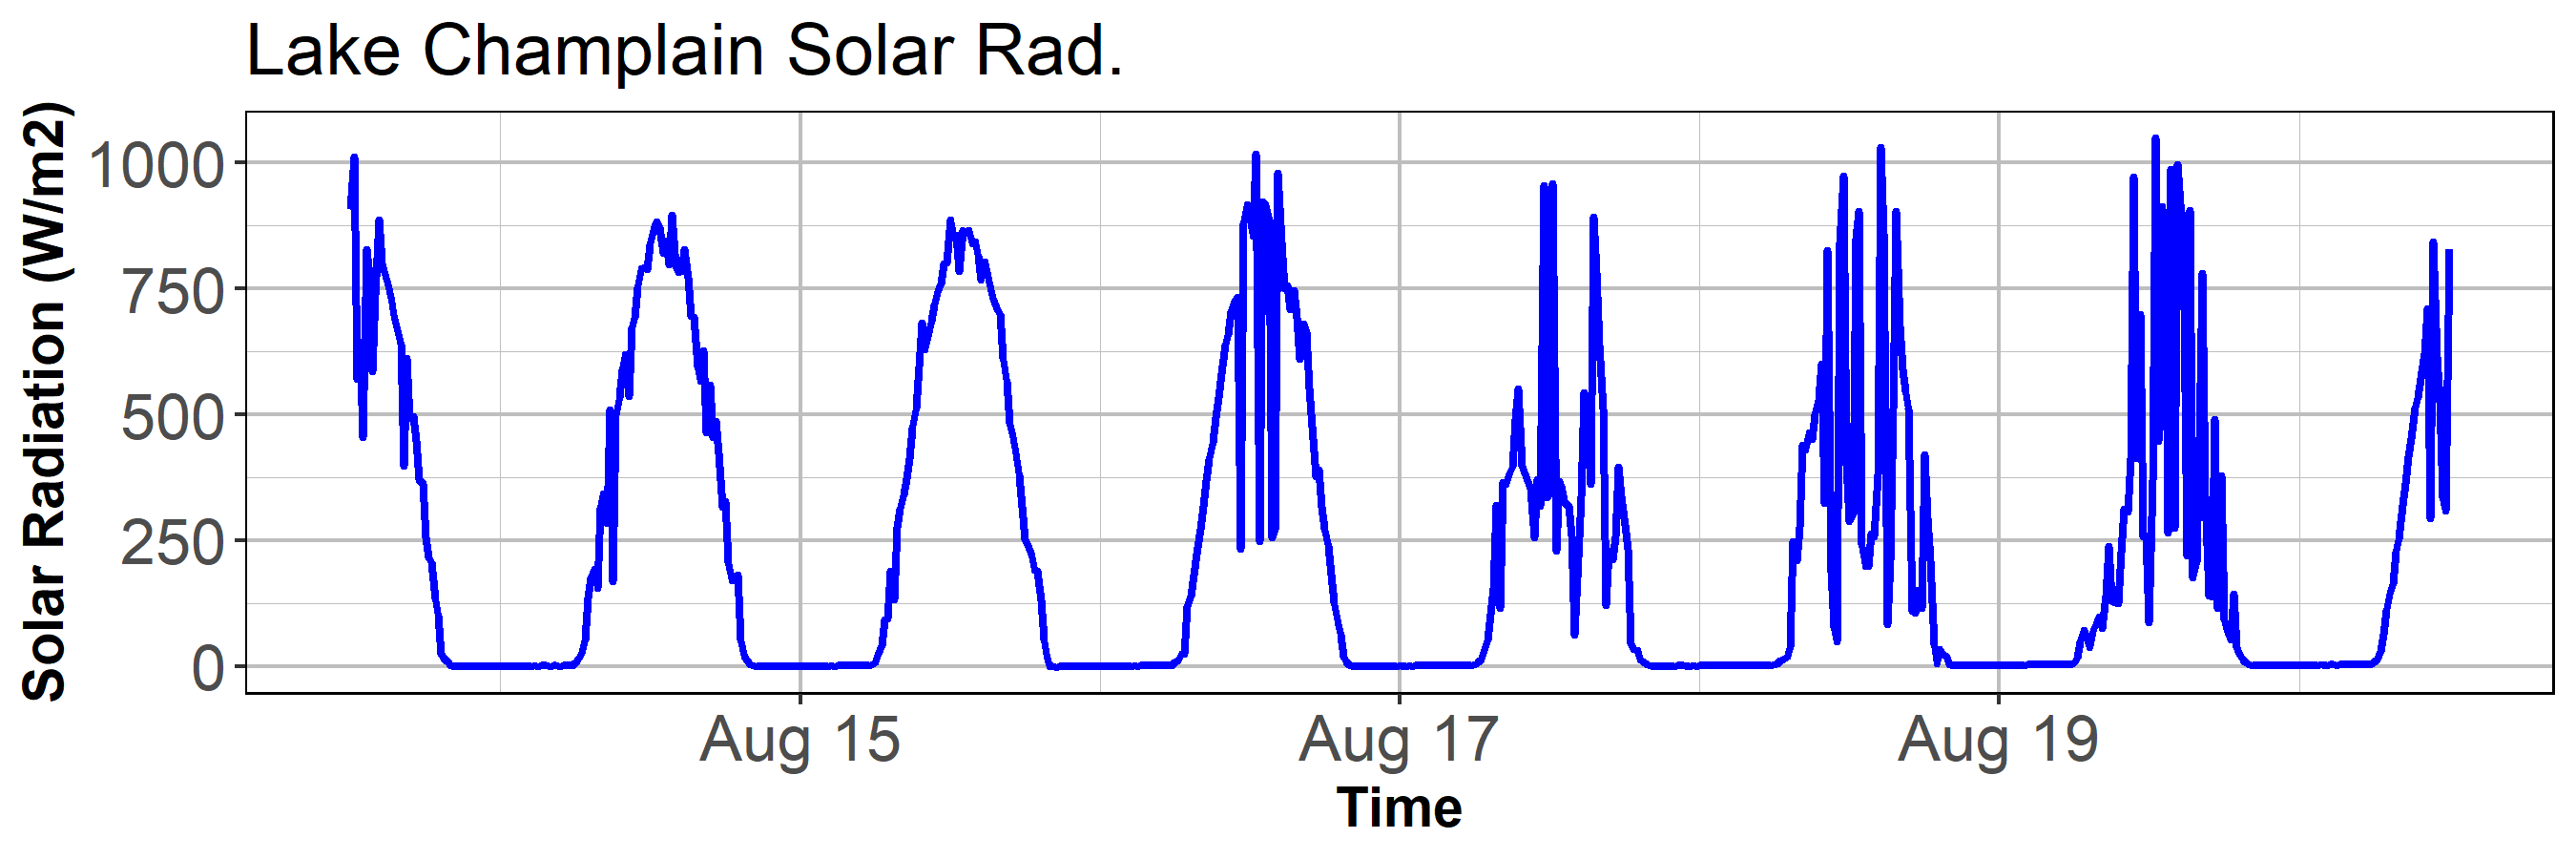 Lake Champlain Solar Rad.
Solar Radiation (W/m2)
1000
750
500
250
0
Aug 15
Aug 17
Aug 19
Time